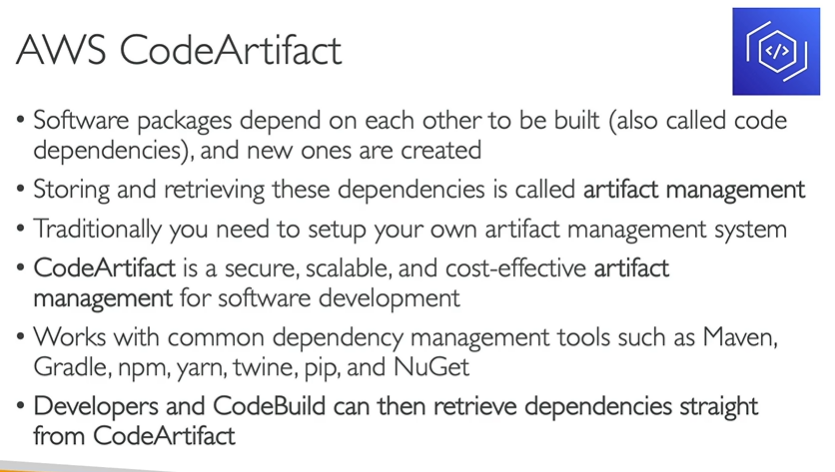 AWS CodeArtifact
</>
• Software packages depend on each other to be built (also called code
dependencies), and new ones are created
• Storing and retrieving these dependencies is called artifact management
• Traditionally you need to setup your own artifact management system
• CodeArtifact is a secure, scalable, and cost-effective artifact
management for software development
• Works with common dependency management tools such as Maven,
Gradle, npm, yarn, twine, pip, and NuGet
• Developers and CodeBuild can then retrieve dependencies straight
from CodeArtifact